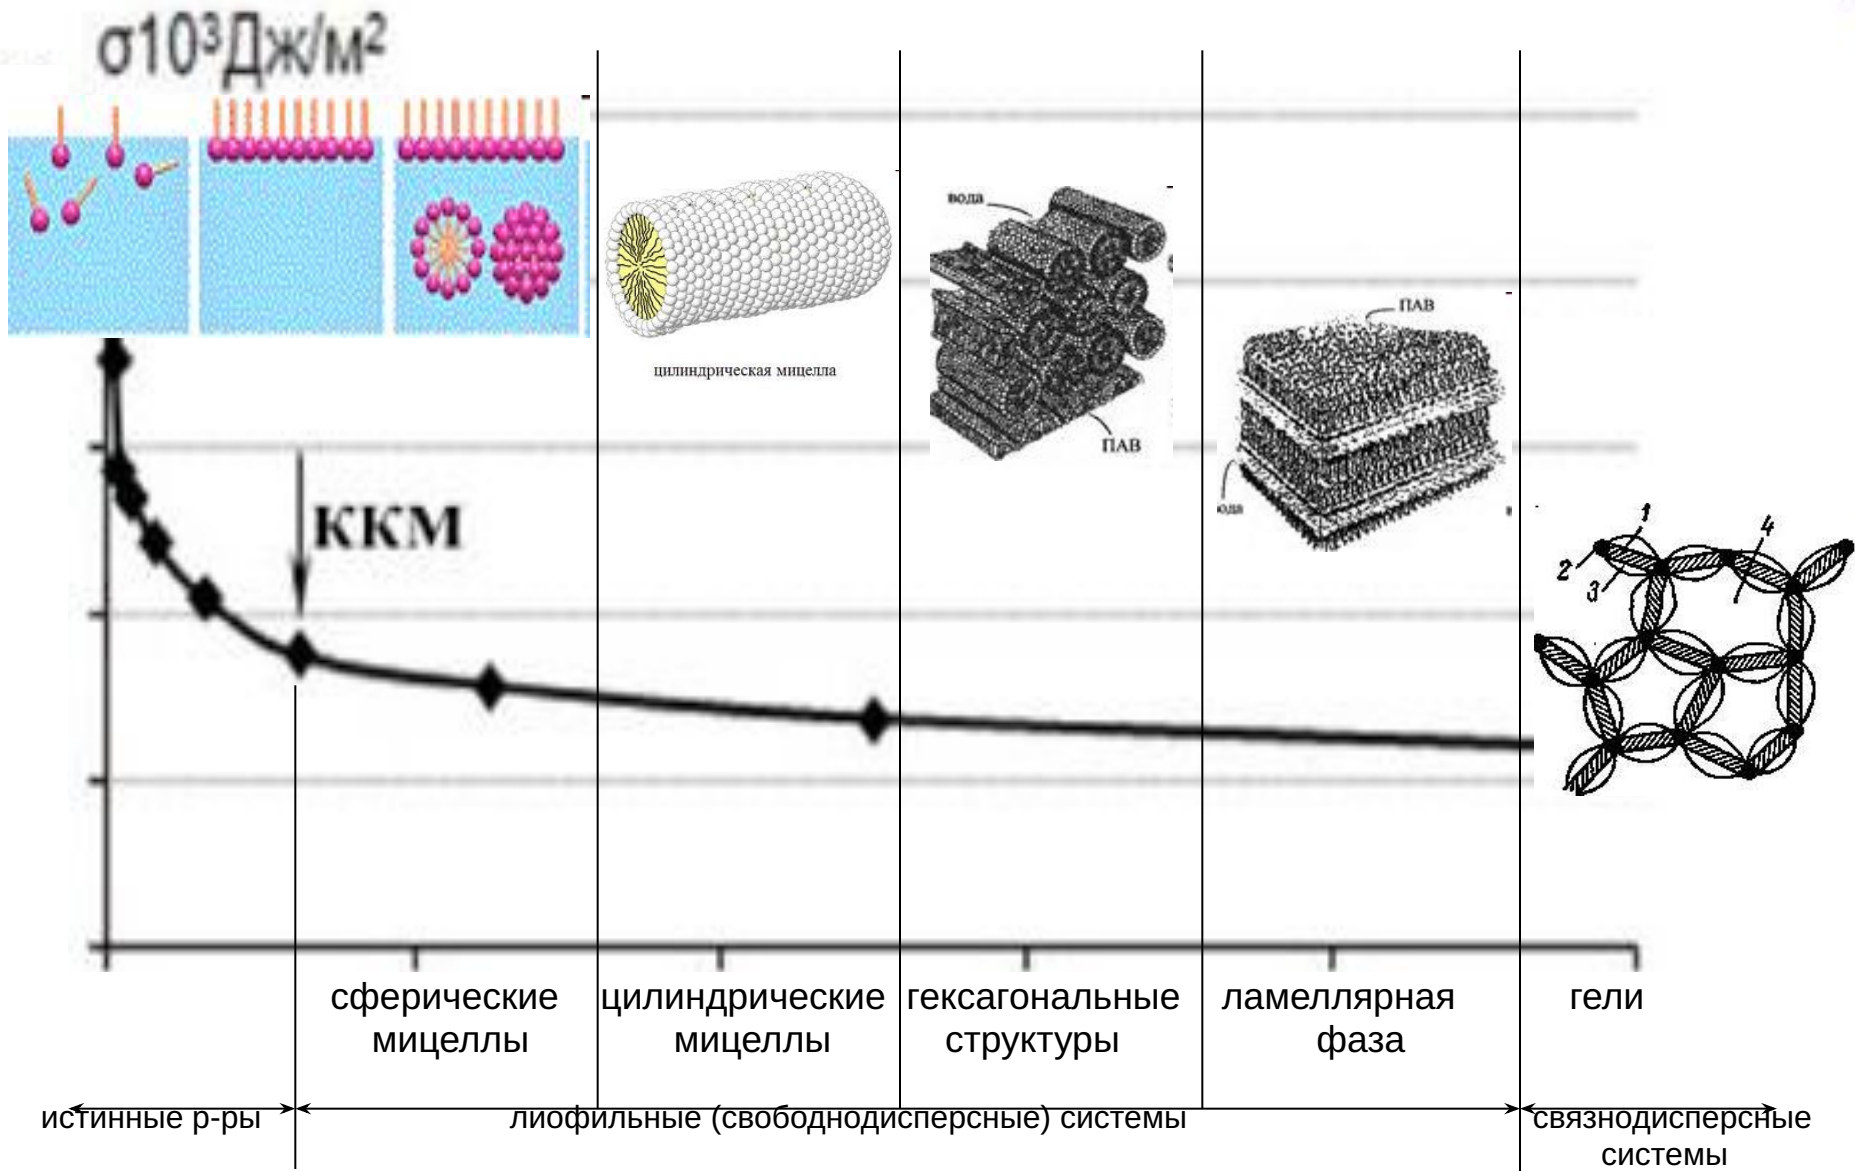 σ10³Дж/м²
вода
ПАВ
цилиндрическая мицелла
ПАВ
ККМ
1
4
2
3
сферические
мицеллы
цилиндрические
мицеллы
гексагональные
структуры
ламеллярная
фаза
гели
истинные р-ры
лиофильные (свободнодисперсные) системы
связнодисперсные
системы